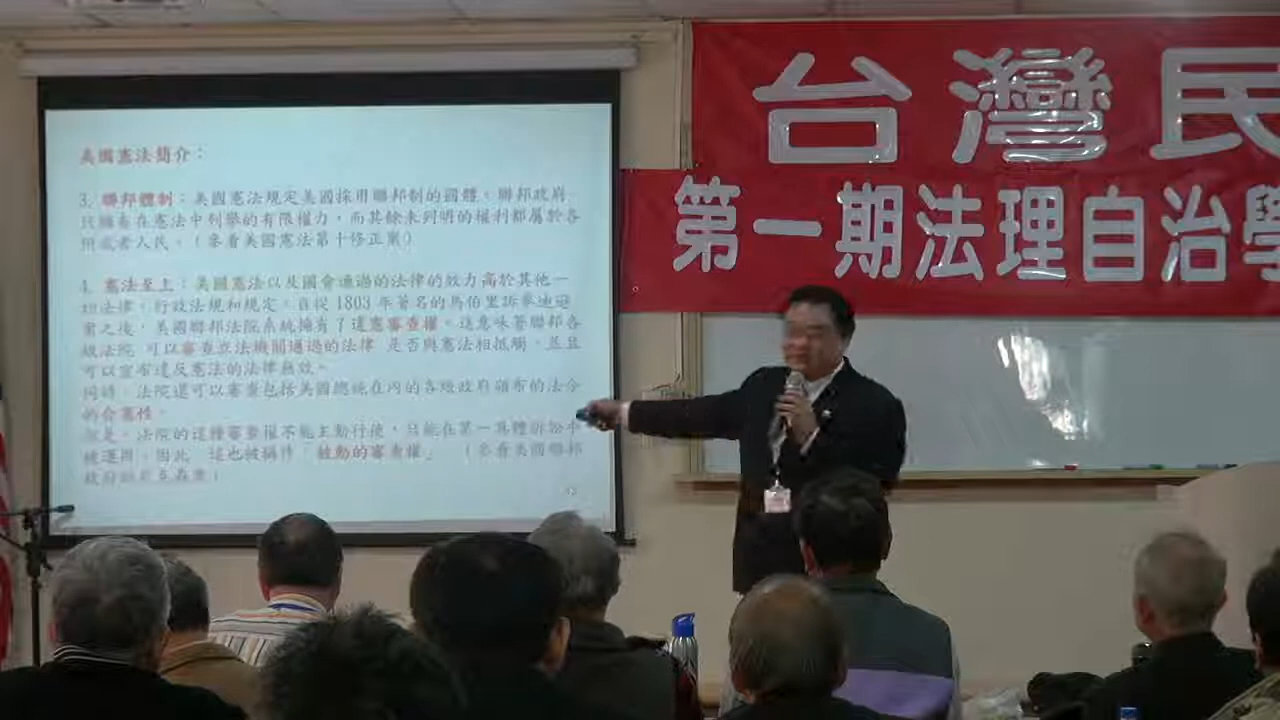 美國憲法簡介：
3. 聯邦體制：美國憲法規定美國採用聯邦制的國體。聯邦政府
在憲法中列舉的有限權力，而其餘未列明的權利都屬於各
州或者人民。（參看美國憲法第十修正案）
4. 憲法至上：美國憲法以及國會通過的法律的效力高於其他一
切法律、行政法規和規定。自從 1803 年著名的馬伯里訴麥迪遜
案之後，美國聯邦法院系統擁有了違憲審查權。這意味著聯邦各
級法院 可以審查立法機關通過的法律 是否與憲法相抵觸，並且
可以宣布違反憲法的法律無效。
同時，法院還可以審查包括美國總統在內的各級政府頒布的法令
的合憲性。
但是，法院的這種審查權不能主動行使，只能在某一具體訴訟中
被運用。因此 這也被稱作 被動的審查權」 （參看美國聯邦
台灣民
第一期法理自治學